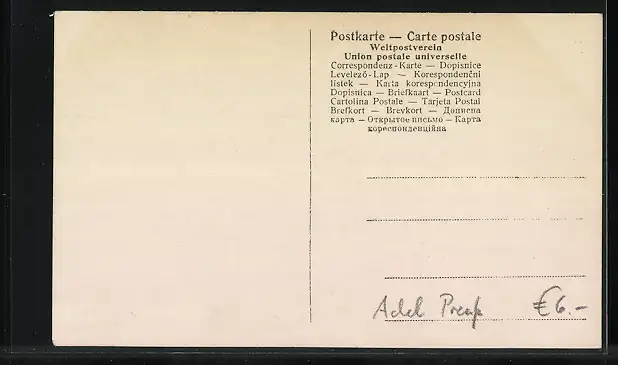 Postkarte — Carte postale
Weltpostverein
Union postale universelle
Correspondenz-Karte — Dopisnice
Levelező-Lap — Korespondenční
lístek — Karta korespondencyjna
Dopisnica — Briefkaart — Postcard
Cartolina Postale — Tarjeta Postal
Brefkort — Brevkort — Дописна
карта — Открытое письмо — Карта
кореспонденційна
Adel Preuß €6.-